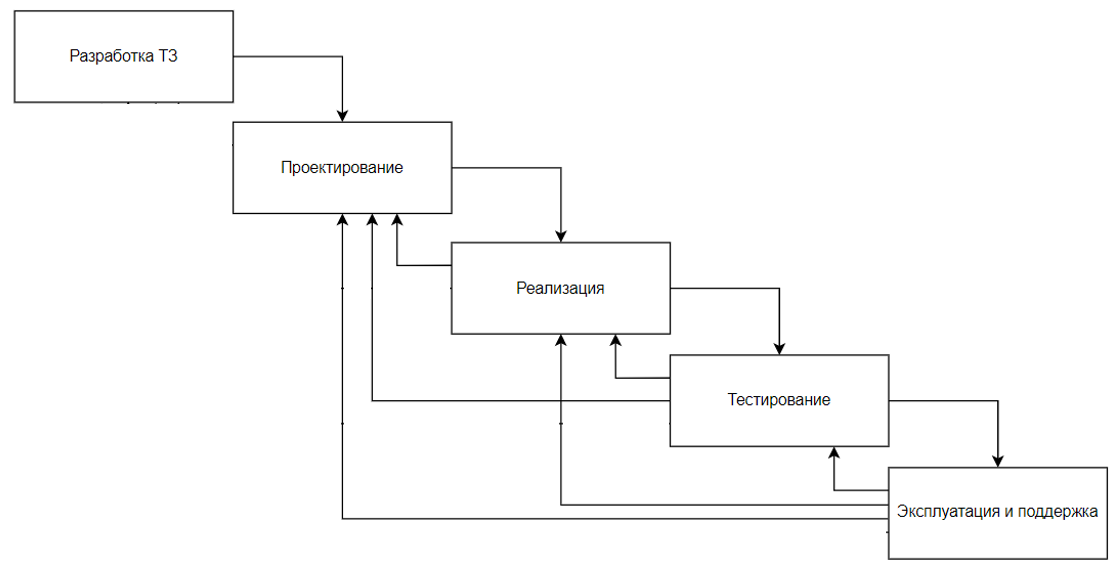 Разработка ТЗ
Проектирование
Реализация
Тестирование
Эксплуатация и поддержка